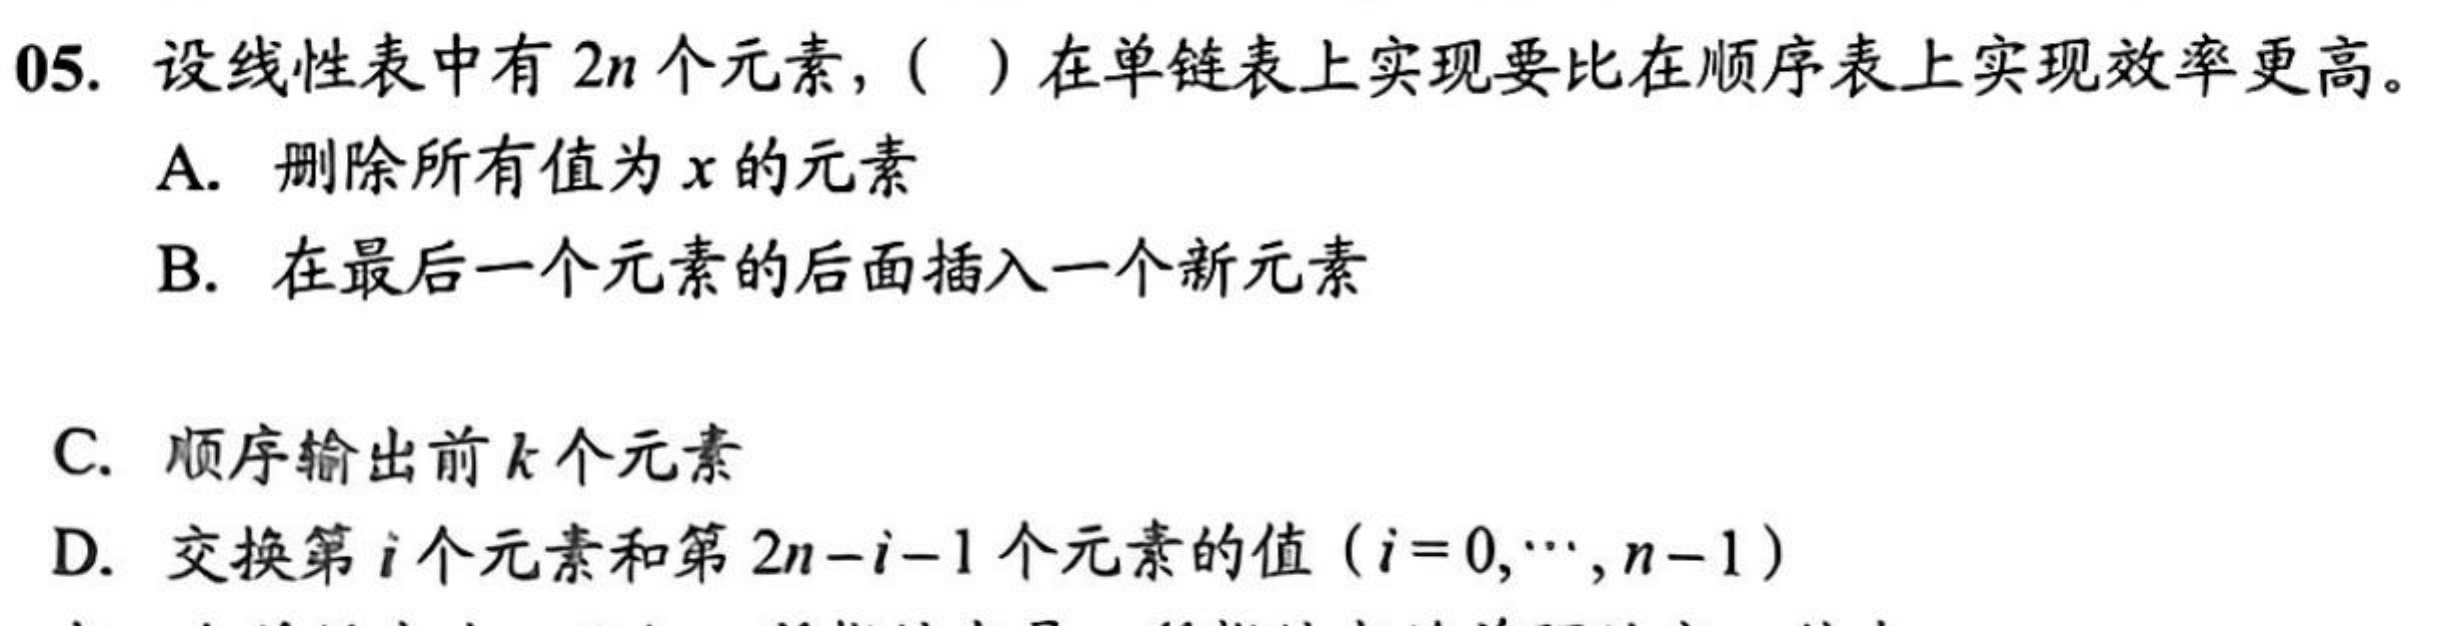 05. 设线性表中有 2n 个元素，( ) 在单链表上实现要比在顺序表上实现效率更高。
A. 删除所有值为 x 的元素
B. 在最后一个元素的后面插入一个新元素
C. 顺序输出前 k 个元素
D. 交换第 i 个元素和第 2n－i－1 个元素的值（i＝0,⋯,n－1）